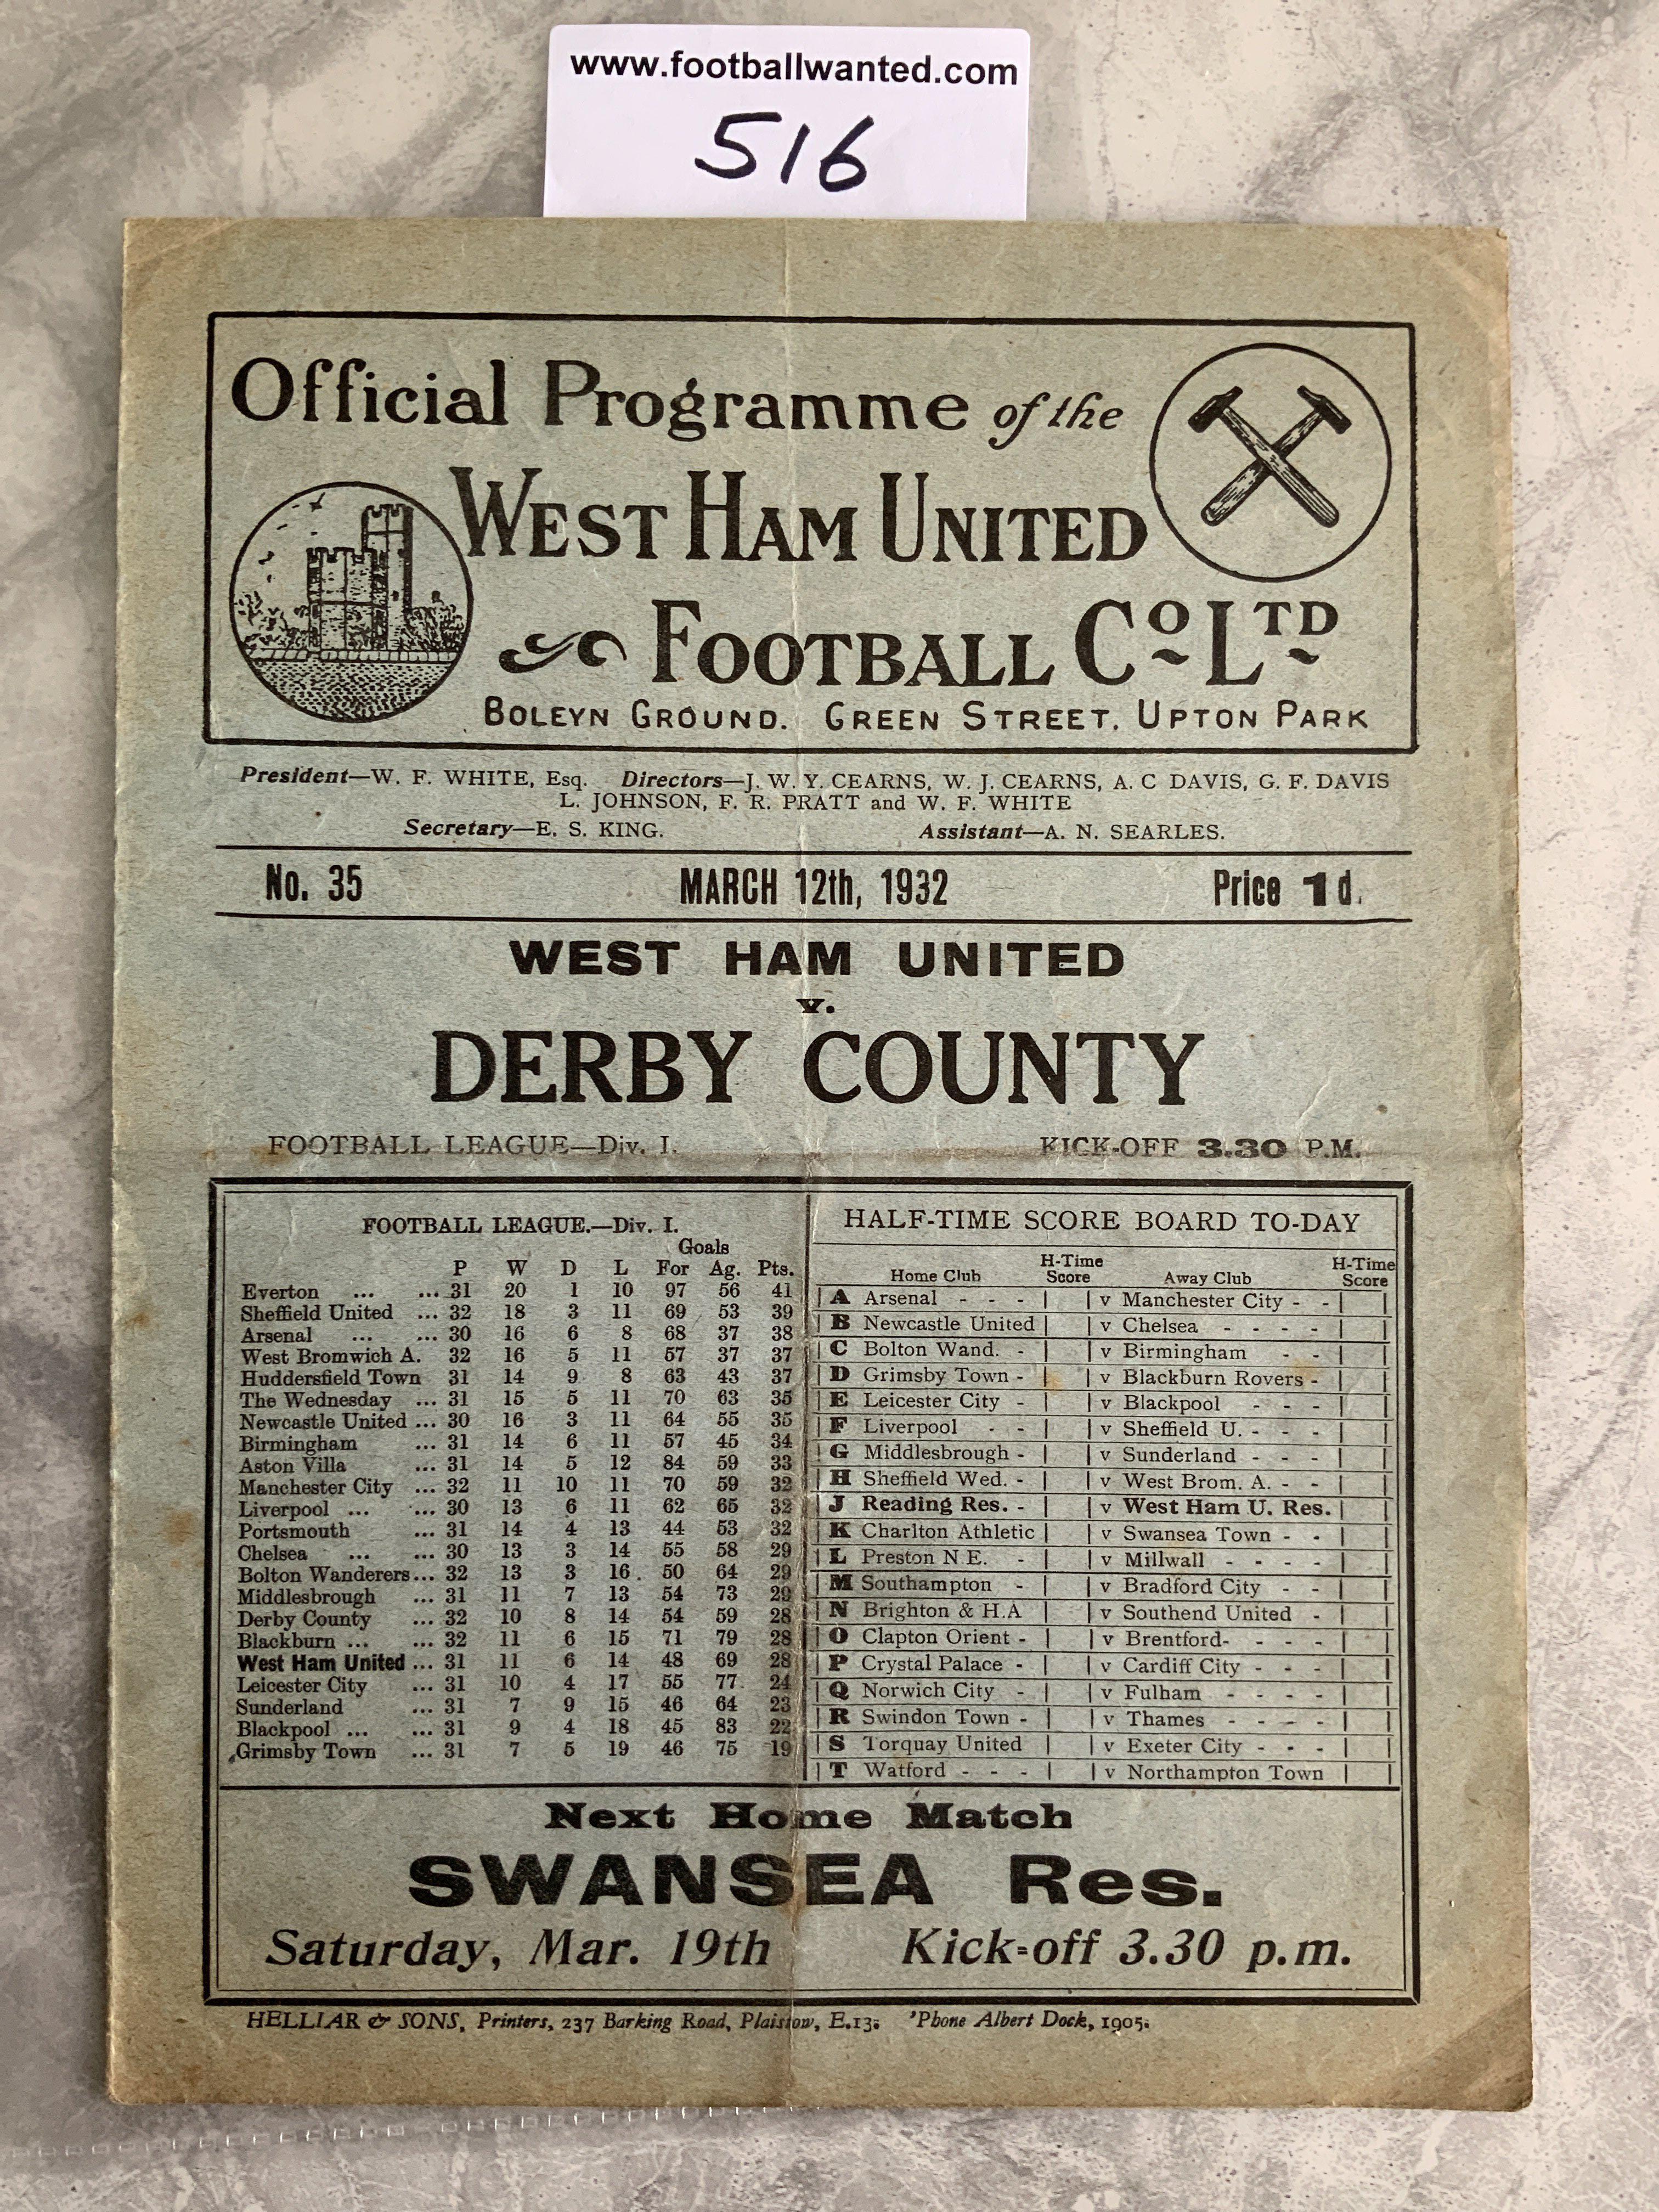 www.footballwanted.com
516
Official Programme of the
WEST HAM UNITED
FOOTBALL Co LTD
BOLEYN GROUND. GREEN STREET, UPTON PARK
President—W. F. WHITE, Esq. Directors—J. W. Y. CEARNS, W. J. CEARNS, A. C DAVIS, G. F. DAVIS
L. JOHNSON, F. R. PRATT and W. F. WHITE
Secretary—E. S. KING. Assistant—A. N. SEARLES.
No. 35 MARCH 12th, 1932 Price 1d.
WEST HAM UNITED
v.
DERBY COUNTY
FOOTBALL LEAGUE—Div. I. KICK-OFF 3.30 P.M.
FOOTBALL LEAGUE.—Div. I.
Goals
P W D L For Ag. Pts.
Everton ... ... 31 20 1 10 97 56 41
Sheffield United ... 32 18 3 11 69 53 39
Arsenal ... ... 30 16 6 8 68 37 38
West Bromwich A. 32 16 5 11 57 37 37
Huddersfield Town 31 14 9 8 63 43 37
The Wednesday ... 31 15 5 11 70 63 35
Newcastle United ... 30 16 3 11 64 55 35
Birmingham ... 31 14 6 11 57 45 34
Aston Villa ... 31 14 5 12 84 59 33
Manchester City ... 32 11 10 11 70 59 32
Liverpool ... ... 30 13 6 11 62 65 32
Portsmouth ... 31 14 4 13 44 53 32
Chelsea ... ... 30 13 3 14 55 58 29
Bolton Wanderers ... 32 13 3 16 50 64 29
Middlesbrough ... 31 11 7 13 54 73 29
Derby County ... 32 10 8 14 54 59 28
Blackburn ... ... 32 11 6 15 71 79 28
West Ham United ... 31 11 6 14 48 69 28
Leicester City ... 31 10 4 17 55 77 24
Sunderland ... 31 7 9 15 46 64 23
Blackpool ... ... 31 9 4 18 45 83 22
Grimsby Town ... 31 7 5 19 46 75 19
HALF-TIME SCORE BOARD TO-DAY
Home Club H-Time Score Away Club H-Time Score
A Arsenal - - - v Manchester City - -
B Newcastle United v Chelsea - - - -
C Bolton Wand. - v Birmingham - -
D Grimsby Town - v Blackburn Rovers -
E Leicester City - v Blackpool - - -
F Liverpool - - v Sheffield U. - - -
G Middlesbrough - v Sunderland - - -
H Sheffield Wed. - v West Brom. A. - -
J Reading Res. - v West Ham U. Res.
K Charlton Athletic v Swansea Town - -
L Preston N.E. - v Millwall - - - -
M Southampton - v Bradford City - -
N Brighton & H.A v Southend United -
O Clapton Orient - v Brentford- - - -
P Crystal Palace - v Cardiff City - - -
Q Norwich City - v Fulham - - - -
R Swindon Town - v Thames - - - -
S Torquay United v Exeter City - - -
T Watford - - - v Northampton Town
Next Home Match
SWANSEA Res.
Saturday, Mar. 19th Kick-off 3.30 p.m.
HELLIAR & SONS, Printers, 237 Barking Road, Plaistow, E.13. 'Phone Albert Dock, 1905.